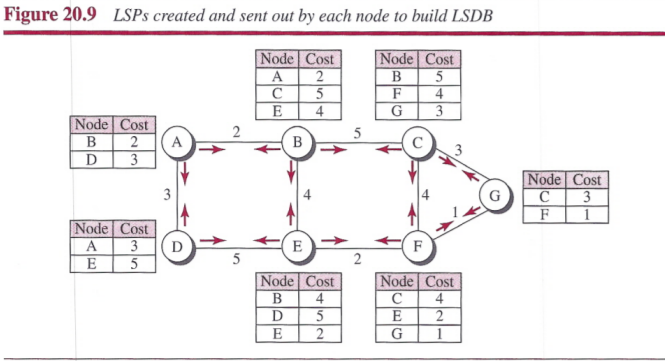 Figure 20.9 LSPs created and sent out by each node to build LSDB
Node Cost
A 2
C 5
E 4
Node Cost
B 5
F 4
G 3
Node Cost
B 2
D 3
A
2
B
5
C
3
3
4
4
G
1
Node Cost
C 3
F 1
Node Cost
A 3
E 5
D
5
E
2
F
Node Cost
B 4
D 5
E 2
Node Cost
C 4
E 2
G 1